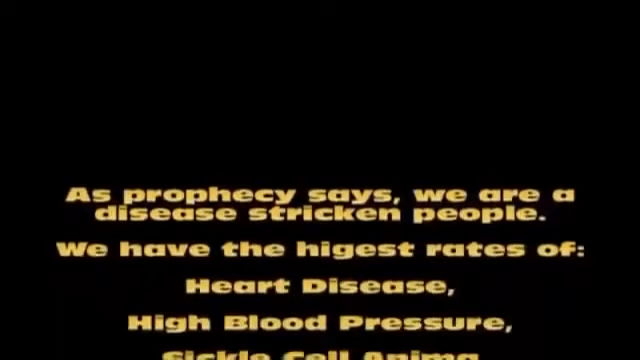 As prophecy says, we are a
disease stricken people.
We have the higest rates of:
Heart Disease,
High Blood Pressure,
Sickle Cell Anima